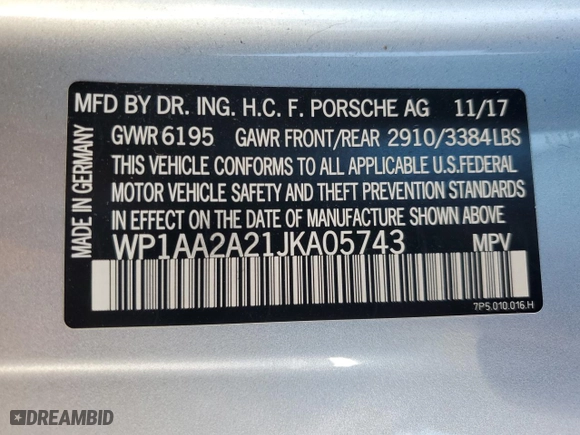 MFD BY DR. ING. H.C. F. PORSCHE AG 11/17
GVWR 6195 GAWR FRONT/REAR 2910/3384LBS
THIS VEHICLE CONFORMS TO ALL APPLICABLE U.S.FEDERAL
MOTOR VEHICLE SAFETY AND THEFT PREVENTION STANDARDS
IN EFFECT ON THE DATE OF MANUFACTURE SHOWN ABOVE
WP1AA2A21JKA05743 MPV
MADE IN GERMANY
7P5.010.016.H
DREAMBID